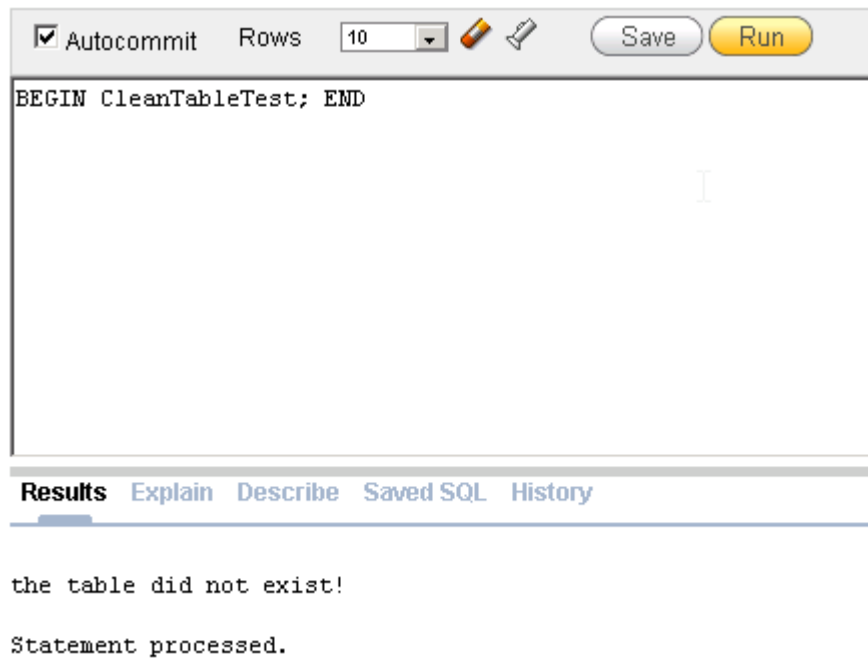 Autocommit Rows 10 Save Run
BEGIN CleanTableTest; END
Results Explain Describe Saved SQL History
the table did not exist!
Statement processed.